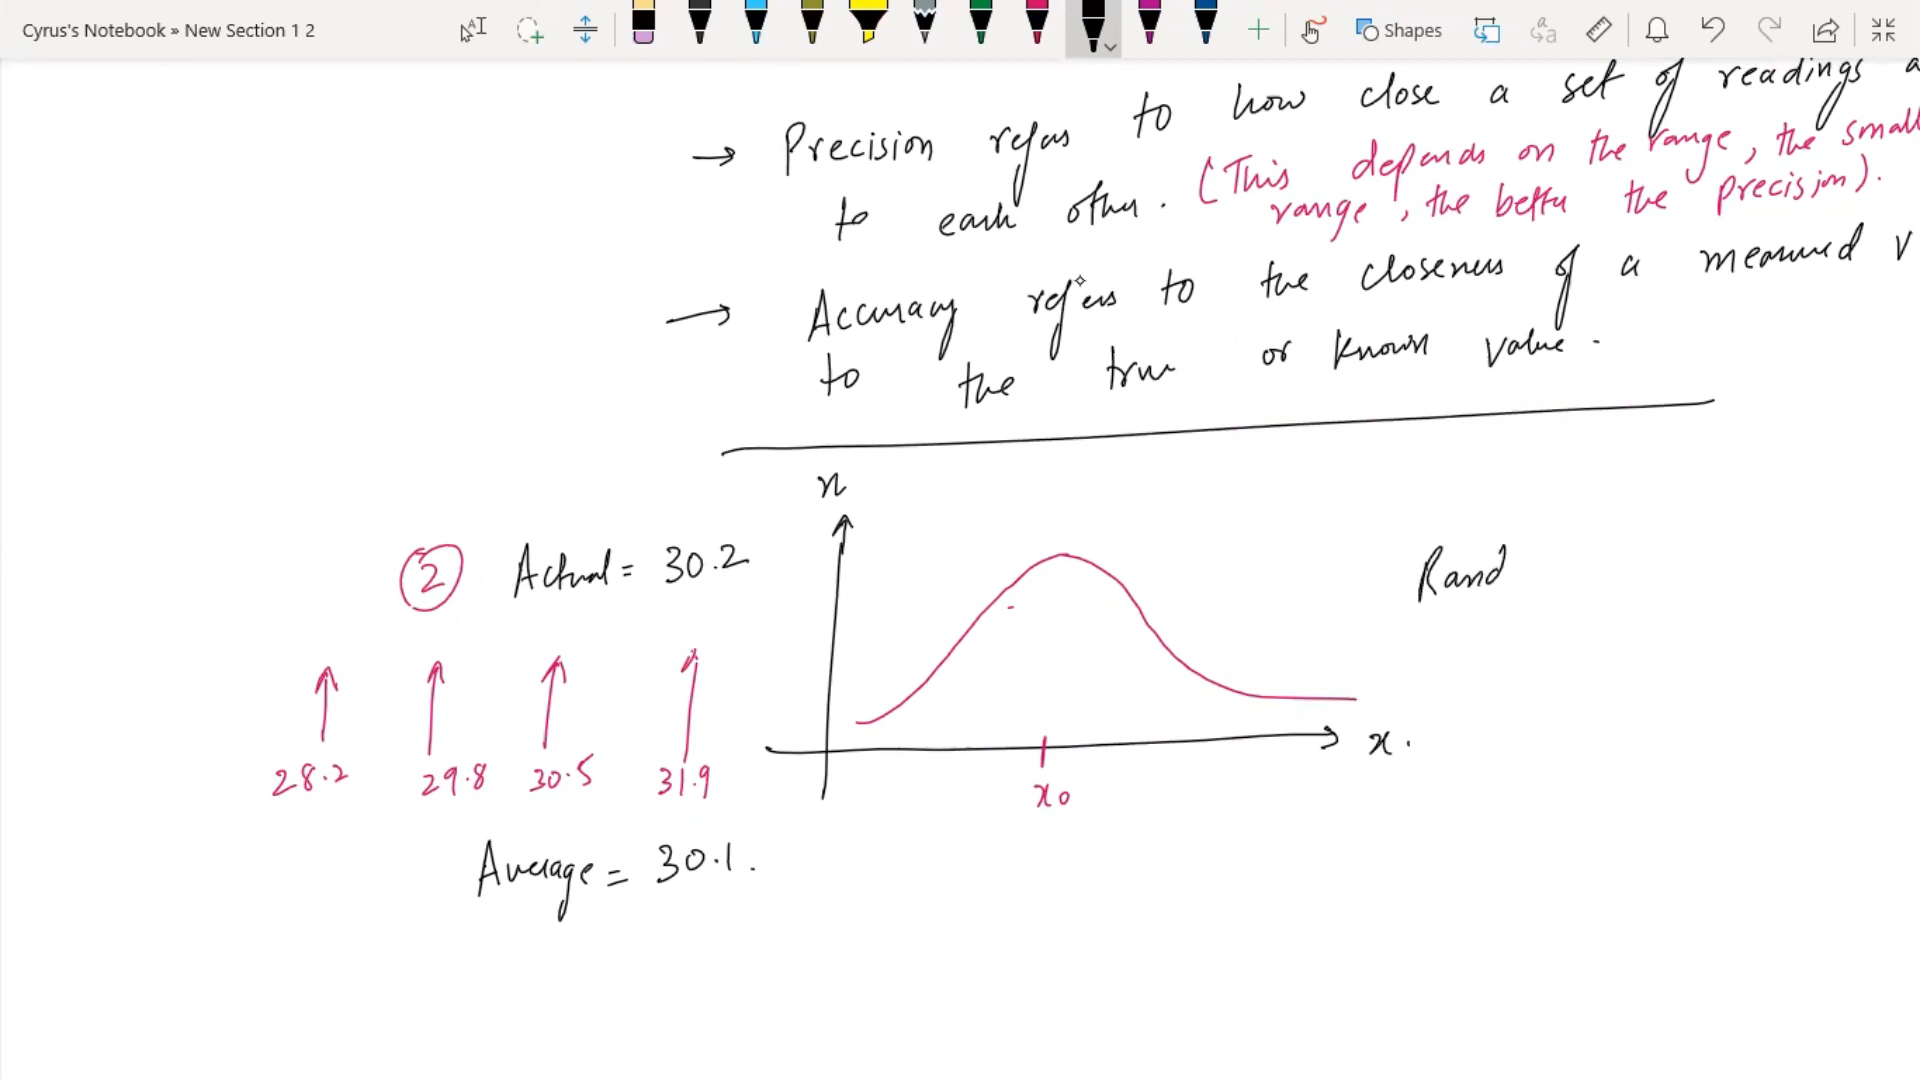 Cyrus's Notebook » New Section 1 2
Shapes
→ Precision refers to how close a set of readings a
to each other. (This depends on the range, the small
range, the better the precision).
→ Accuracy refers to the closeness of a measured v
to the true or known value.
n
② Actual = 30.2
Rand
28.2 29.8 30.5 31.9
x.
x₀
Average = 30.1.